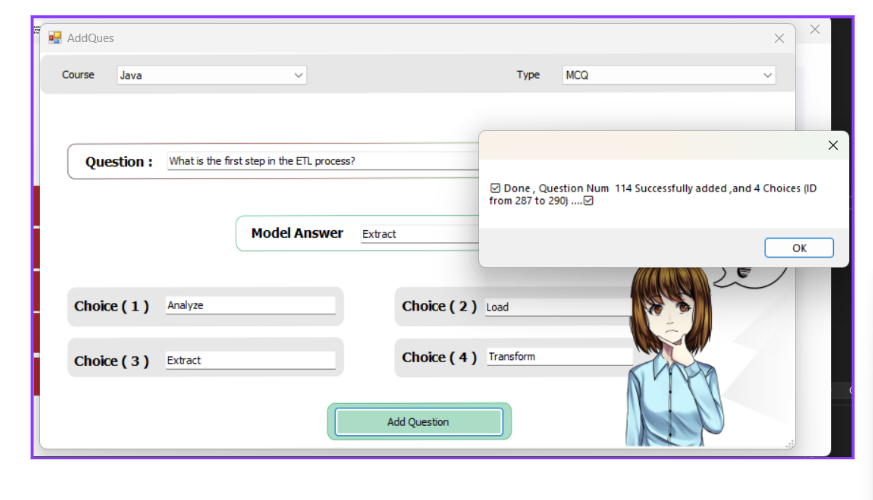 AddQues
Course Java Type MCQ
Question : What is the first step in the ETL process?
☑ Done , Question Num 114 Successfully added ,and 4 Choices (ID
from 287 to 290) ....☑
OK
Model Answer Extract
Choice ( 1 ) Analyze
Choice ( 2 ) Load
Choice ( 3 ) Extract
Choice ( 4 ) Transform
Add Question